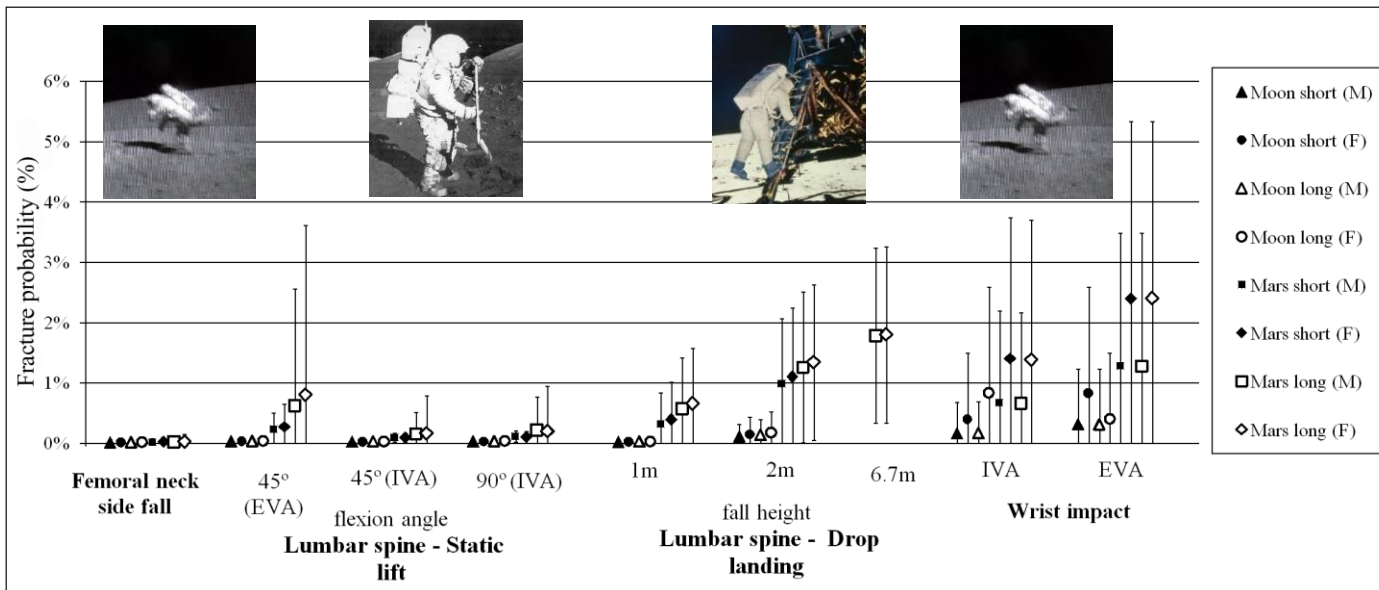 Fracture probability (%)
6%
5%
4%
3%
2%
1%
0%
Femoral neck
side fall
45°
(EVA)
45° (IVA)
90° (IVA)
flexion angle
Lumbar spine - Static
lift
1m
2m
6.7m
fall height
Lumbar spine -  Drop
landing
IVA
EVA
Wrist impact
Moon short (M)
Moon short (F)
Moon long (M)
Moon long (F)
Mars short (M)
Mars short (F)
Mars long (M)
Mars long (F)